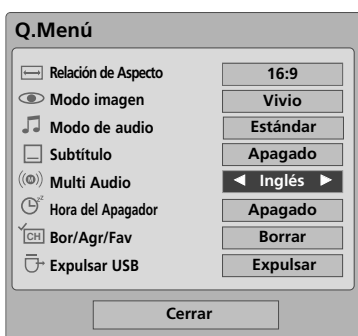 Q.Menú
Relación de Aspecto 16:9
Modo imagen Vivio
Modo de audio Estándar
Subtítulo Apagado
Multi Audio ◀ Inglés ▶
Hora del Apagador Apagado
CH Bor/Agr/Fav Borrar
Expulsar USB Expulsar
Cerrar